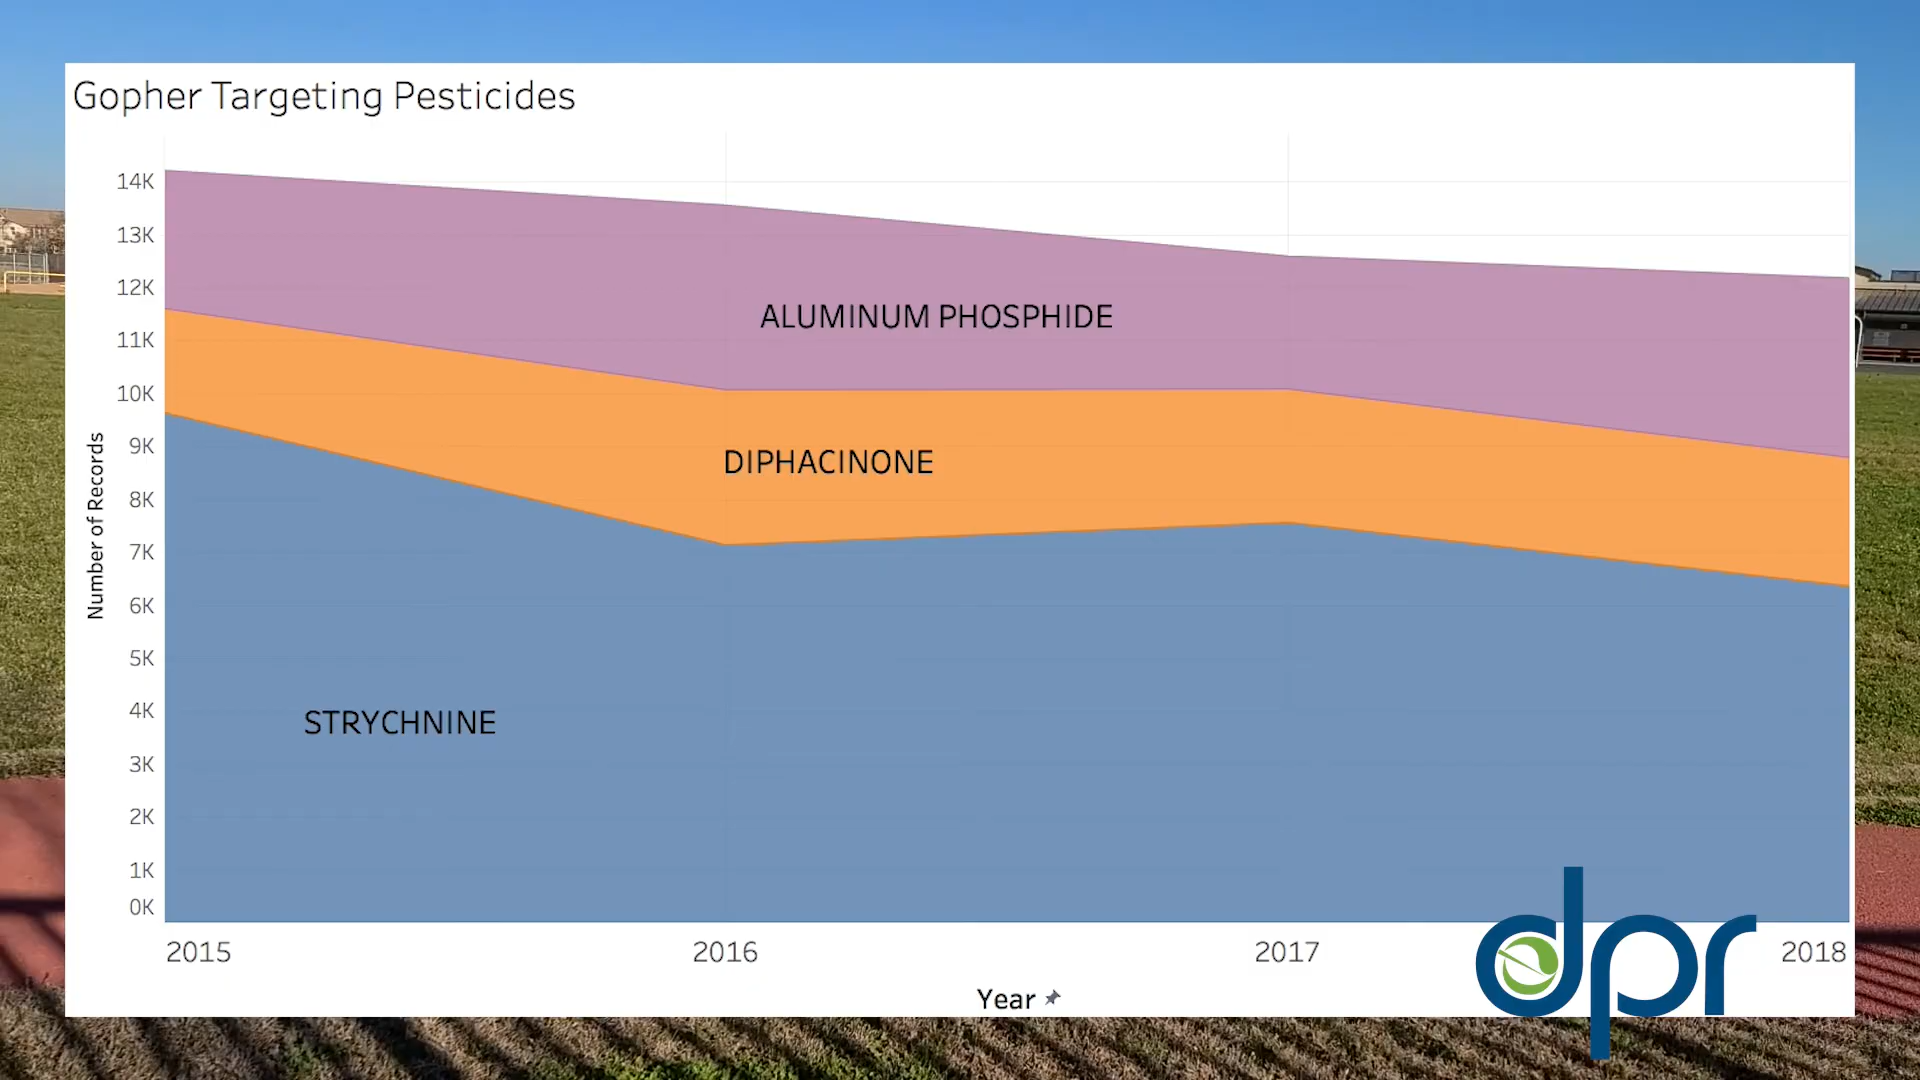 Gopher Targeting Pesticides
14K
13K
12K
11K
10K
9K
8K
7K
6K
5K
4K
3K
2K
1K
0K
Number of Records
ALUMINUM PHOSPHIDE
DIPHACINONE
STRYCHNINE
2015
2016
2017
2018
Year
dpr